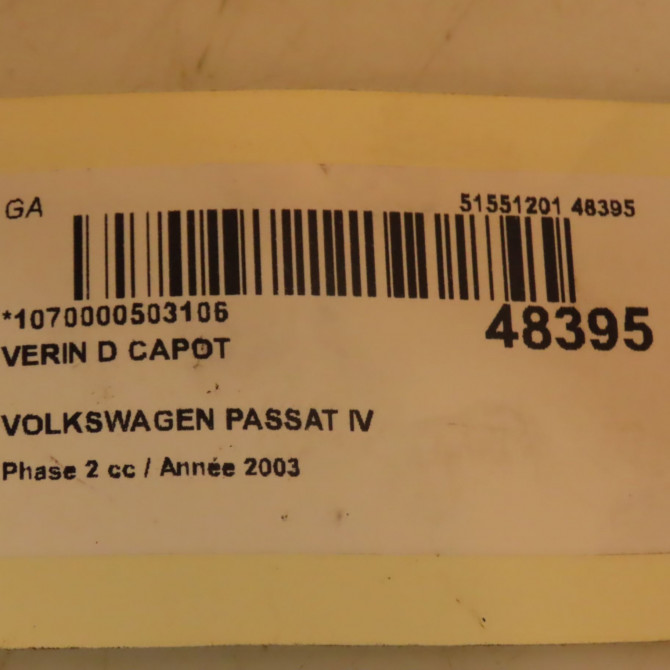 GA
51551201 48395
*1070000503106
48395
VERIN D CAPOT
VOLKSWAGEN PASSAT IV
Phase 2 cc / Année 2003